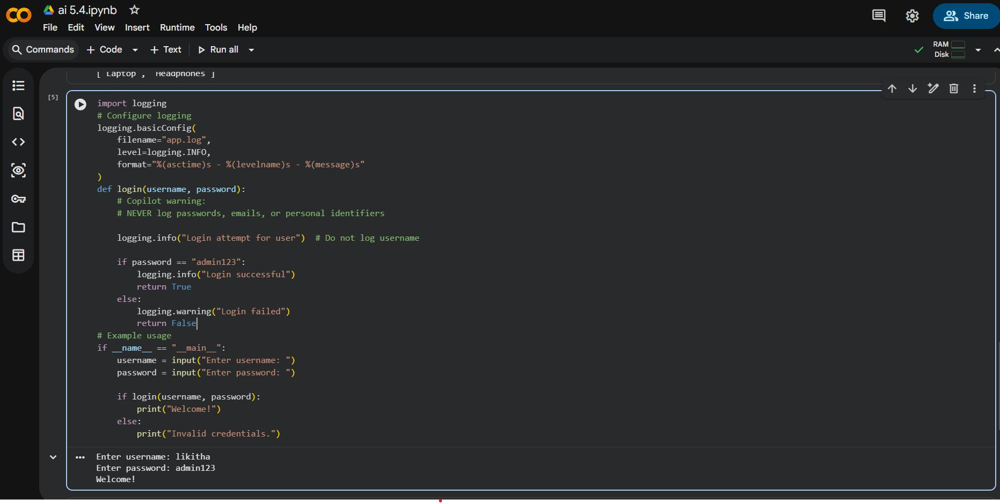 ai 5.4.ipynb
File Edit View Insert Runtime Tools Help
Share
Commands + Code + Text Run all
RAM
Disk
[ Laptop ,  Headphones ]
[5]
import logging
# Configure logging
logging.basicConfig(
    filename="app.log",
    level=logging.INFO,
    format="%(asctime)s - %(levelname)s - %(message)s"
)
def login(username, password):
    # Copilot warning:
    # NEVER log passwords, emails, or personal identifiers
    logging.info("Login attempt for user")  # Do not log username
    if password == "admin123":
        logging.info("Login successful")
        return True
    else:
        logging.warning("Login failed")
        return False
# Example usage
if __name__ == "__main__":
    username = input("Enter username: ")
    password = input("Enter password: ")
    if login(username, password):
        print("Welcome!")
    else:
        print("Invalid credentials.")
Enter username: likitha
Enter password: admin123
Welcome!